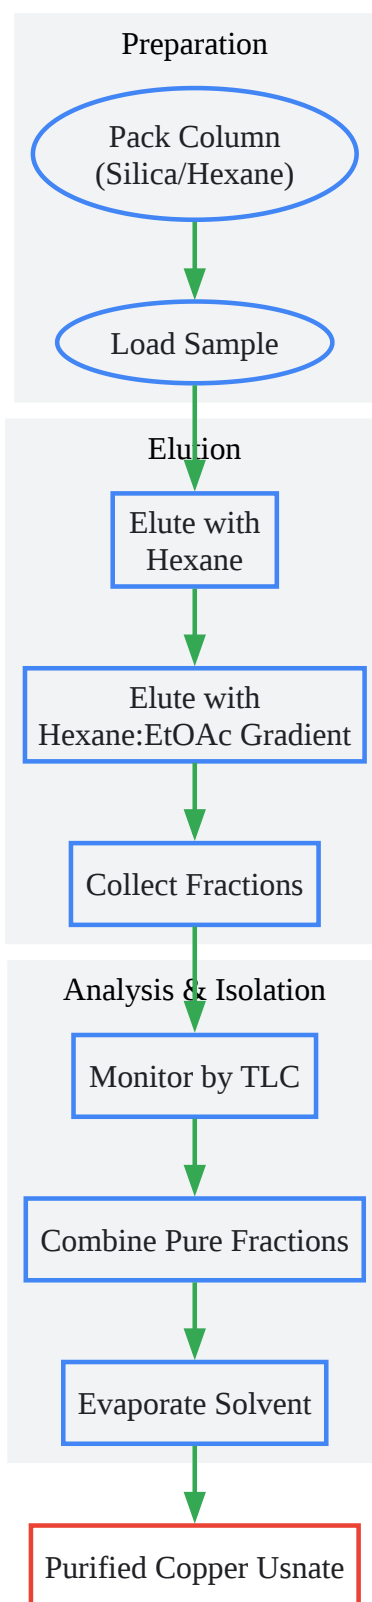 Preparation
Pack Column
(Silica/Hexane)
Load Sample
Elution
Elute with
Hexane
Elute with
Hexane:EtOAc Gradient
Collect Fractions
Analysis & Isolation
Monitor by TLC
Combine Pure Fractions
Evaporate Solvent
Purified Copper Usnate